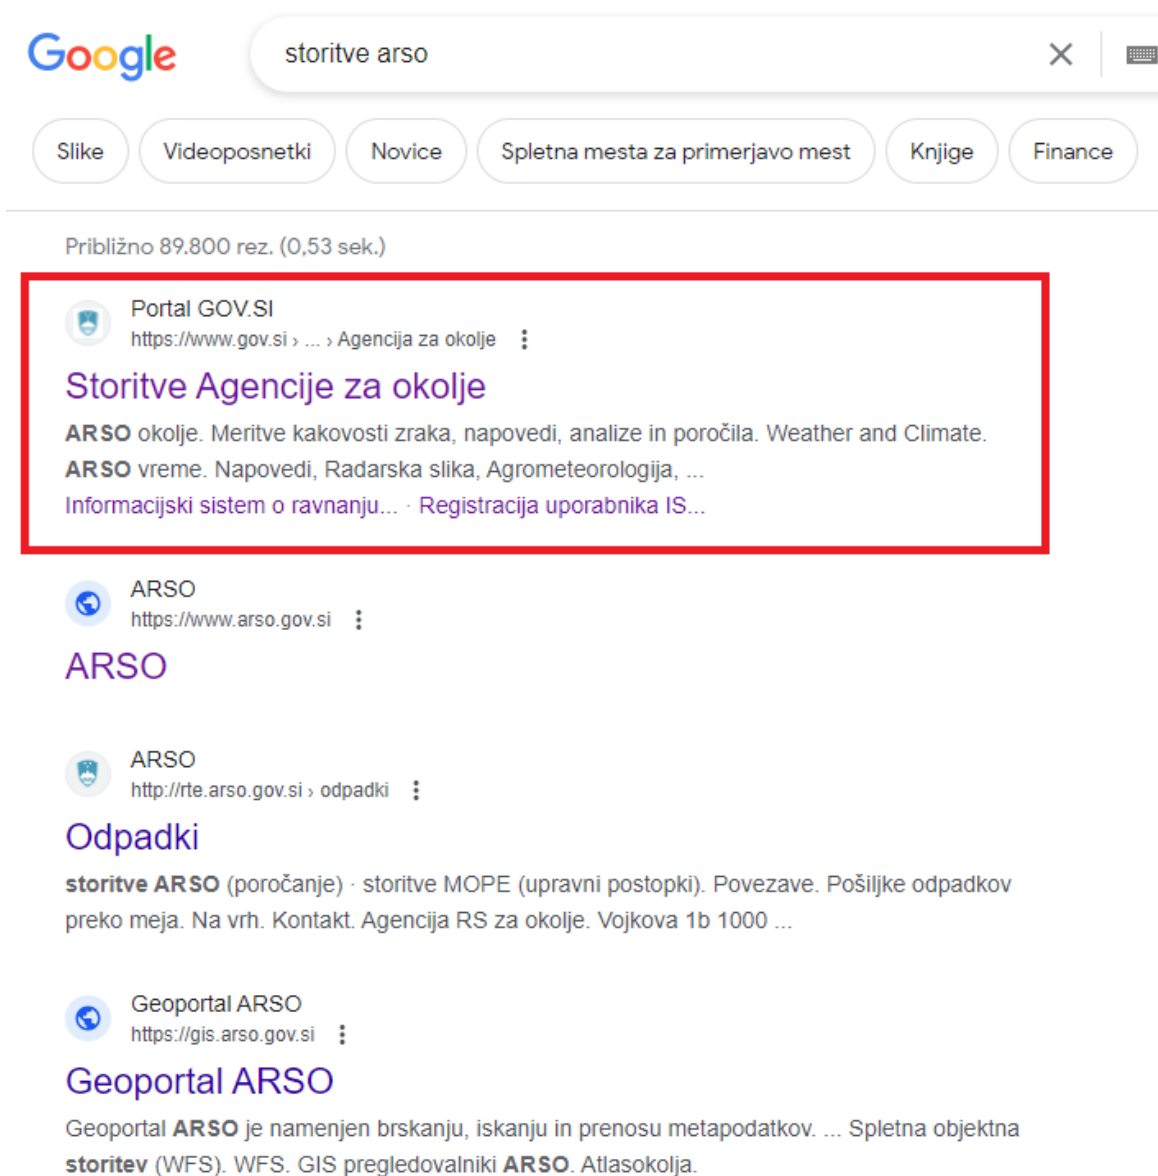 Google
storitve arso
Slike Videoposnetki Novice Spletna mesta za primerjavo mest Knjige Finance
Približno 89.800 rez. (0,53 sek.)
Portal GOV.SI
https://www.gov.si › ... › Agencija za okolje
Storitve Agencije za okolje
ARSO okolje. Meritve kakovosti zraka, napovedi, analize in poročila. Weather and Climate.
ARSO vreme. Napovedi, Radarska slika, Agrometeorologija, ...
Informacijski sistem o ravnanju... · Registracija uporabnika IS...
ARSO
https://www.arso.gov.si
ARSO
ARSO
http://rte.arso.gov.si › odpadki
Odpadki
storitve ARSO (poročanje) · storitve MOPE (upravni postopki). Povezave. Pošiljke odpadkov
preko meja. Na vrh. Kontakt. Agencija RS za okolje. Vojkova 1b 1000 ...
Geoportal ARSO
https://gis.arso.gov.si
Geoportal ARSO
Geoportal ARSO je namenjen brskanju, iskanju in prenosu metapodatkov. ... Spletna objektna
storitev (WFS). WFS. GIS pregledovalniki ARSO. Atlasokolja.